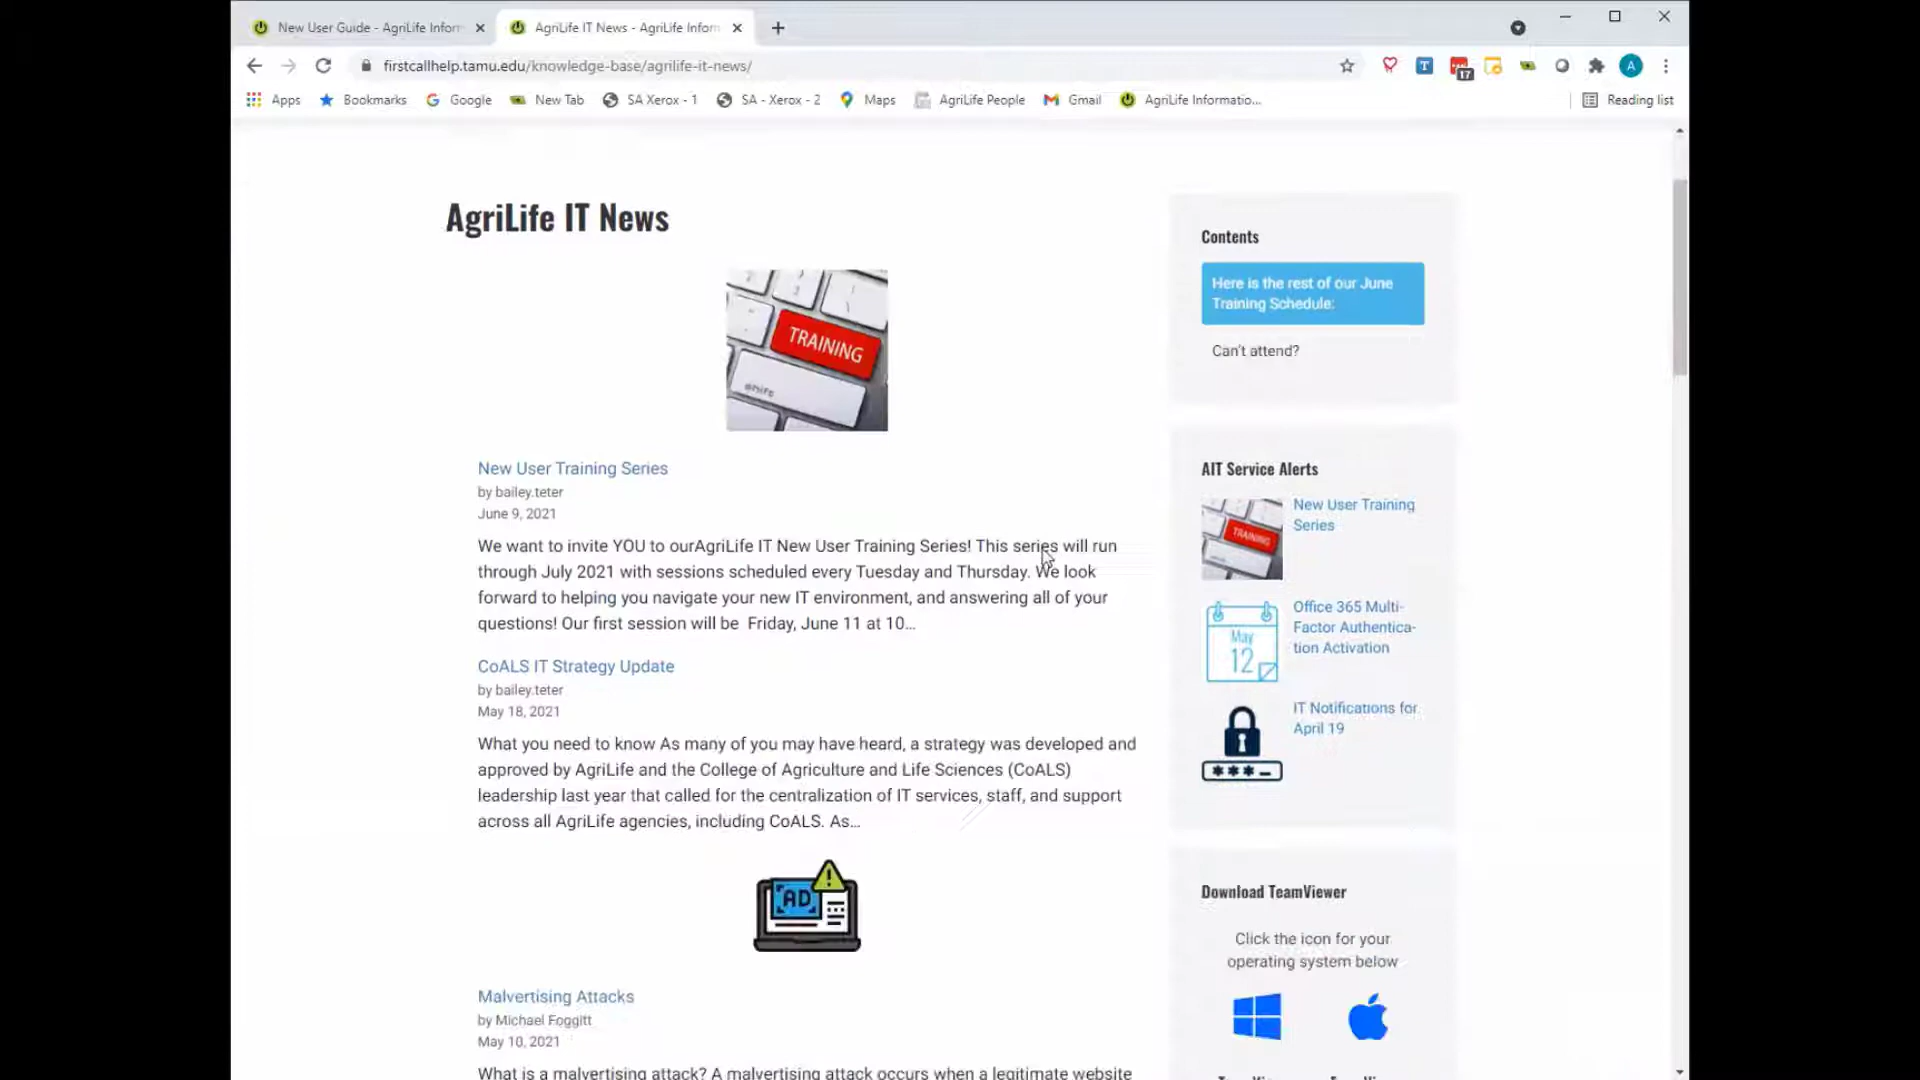 New User Guide - AgriLife Infor
AgriLife IT News - AgriLife Infor
firstcallhelp.tamu.edu/knowledge-base/agrilife-it-news/
17
A
Apps
Bookmarks
Google
New Tab
SA Xerox - 1
SA - Xerox - 2
Maps
AgriLife People
Gmail
AgriLife Informatio...
Reading list
AgriLife IT News
TRAINING
shift
New User Training Series
by bailey.teter
June 9, 2021
We want to invite YOU to ourAgriLife IT New User Training Series! This series will run
through July 2021 with sessions scheduled every Tuesday and Thursday. We look
forward to helping you navigate your new IT environment, and answering all of your
questions! Our first session will be  Friday, June 11 at 10...
CoALS IT Strategy Update
by bailey.teter
May 18, 2021
What you need to know As many of you may have heard, a strategy was developed and
approved by AgriLife and the College of Agriculture and Life Sciences (CoALS)
leadership last year that called for the centralization of IT services, staff, and support
across all AgriLife agencies, including CoALS. As...
AD
Malvertising Attacks
by Michael Foggitt
May 10, 2021
What is a malvertising attack? A malvertising attack occurs when a legitimate website
Contents
Here is the rest of our June
Training Schedule:
Can't attend?
AIT Service Alerts
TRAINING
New User Training
Series
May
12
Office 365 Multi-
Factor Authentica-
tion Activation
IT Notifications for
April 19
Download TeamViewer
Click the icon for your
operating system below